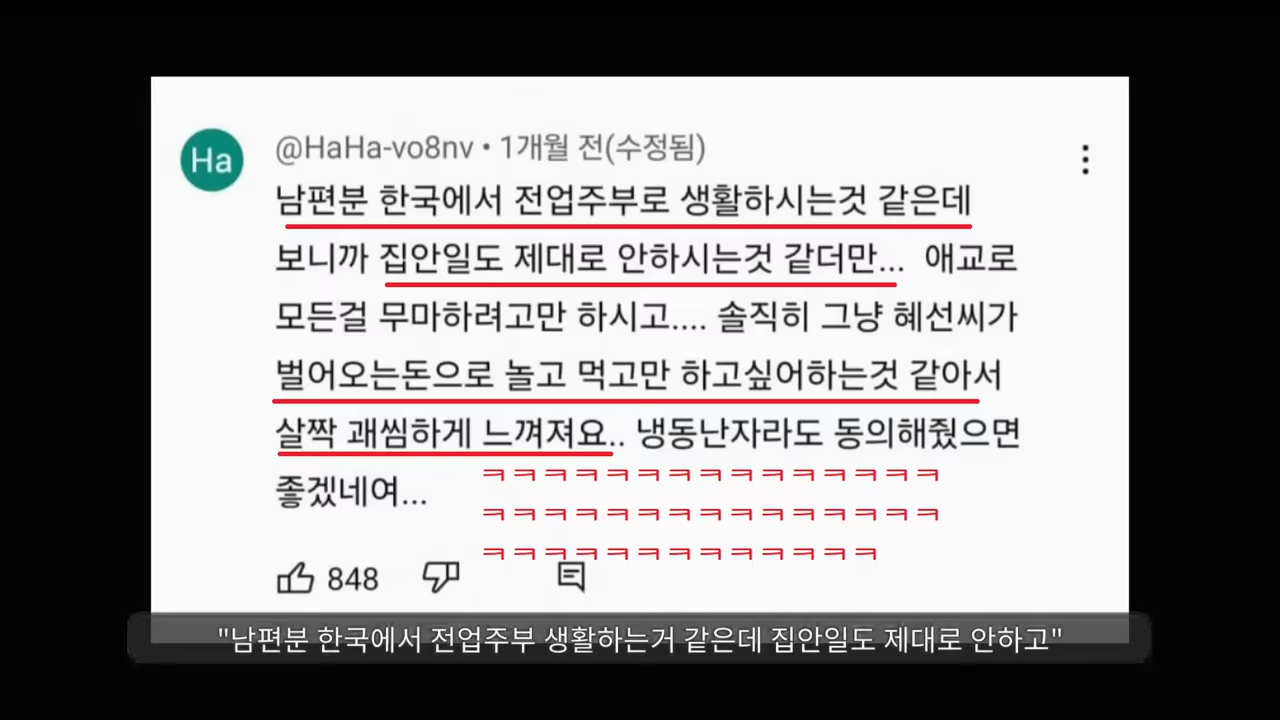 Ha
@HaHa-vo8nv • 1개월 전(수정됨)
남편분 한국에서 전업주부로 생활하시는것 같은데
보니까 집안일도 제대로 안하시는것 같더만... 애교로
모든걸 무마하려고만 하시고.... 솔직히 그냥 혜선씨가
벌어오는돈으로 놀고 먹고만 하고싶어하는것 같아서
살짝 괘씸하게 느껴져요.. 냉동난자라도 동의해줬으면
좋겠네여...
ㅋㅋㅋㅋㅋㅋㅋㅋㅋㅋㅋㅋㅋㅋㅋ
ㅋㅋㅋㅋㅋㅋㅋㅋㅋㅋㅋㅋㅋㅋㅋ
ㅋㅋㅋㅋㅋㅋㅋㅋㅋㅋㅋㅋㅋ
848
"남편분 한국에서 전업주부 생활하는거 같은데 집안일도 제대로 안하고"